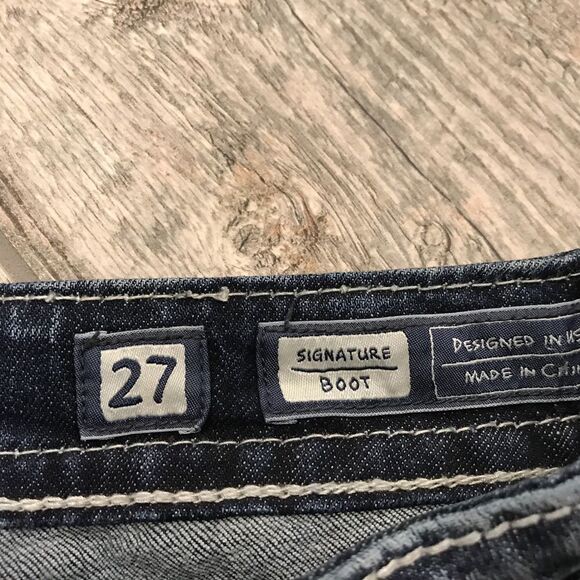 27
SIGNATURE
BOOT
DESIGNED IN
MADE IN